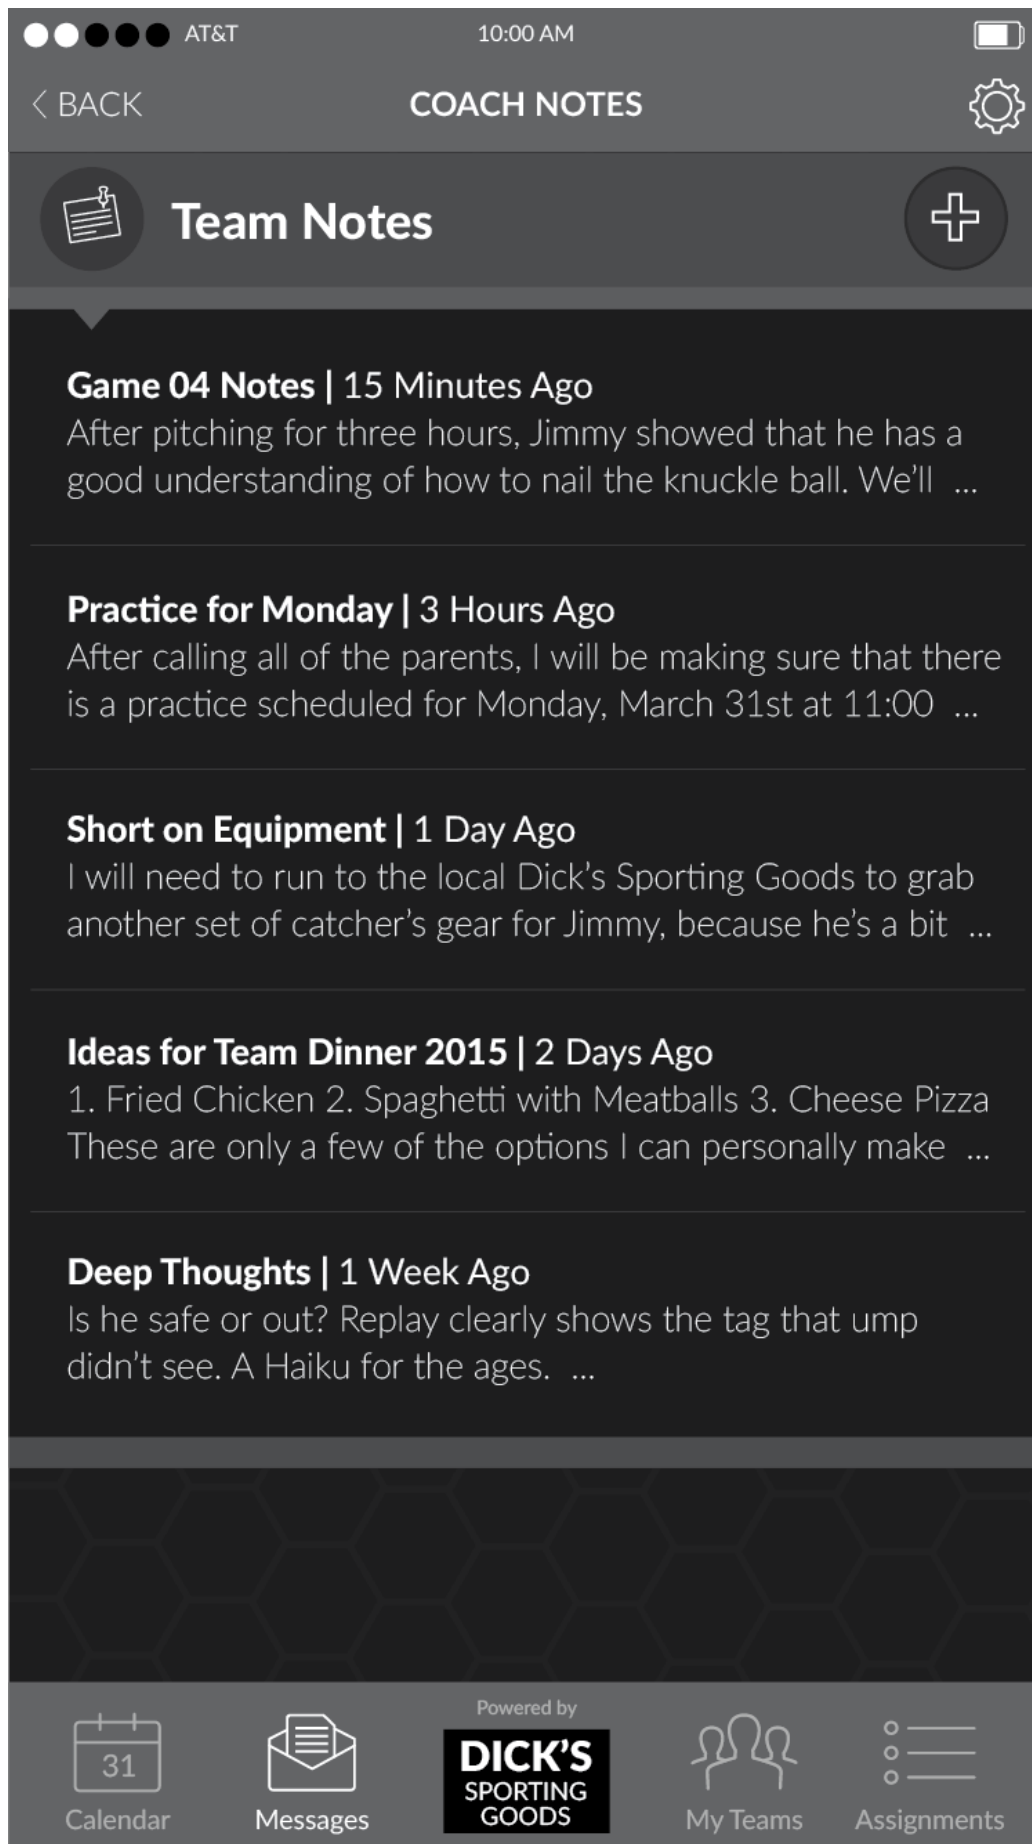 AT&T 10:00 AM
BACK COACH NOTES
Team Notes
Game 04 Notes | 15 Minutes Ago
After pitching for three hours, Jimmy showed that he has a
good understanding of how to nail the knuckle ball. We’ll ...
Practice for Monday | 3 Hours Ago
After calling all of the parents, I will be making sure that there
is a practice scheduled for Monday, March 31st at 11:00 ...
Short on Equipment | 1 Day Ago
I will need to run to the local Dick’s Sporting Goods to grab
another set of catcher’s gear for Jimmy, because he’s a bit ...
Ideas for Team Dinner 2015 | 2 Days Ago
1. Fried Chicken 2. Spaghetti with Meatballs 3. Cheese Pizza
These are only a few of the options I can personally make ...
Deep Thoughts | 1 Week Ago
Is he safe or out? Replay clearly shows the tag that ump
didn’t see. A Haiku for the ages. ...
31
Calendar
Messages
Powered by
DICK’S
SPORTING
GOODS
My Teams
Assignments